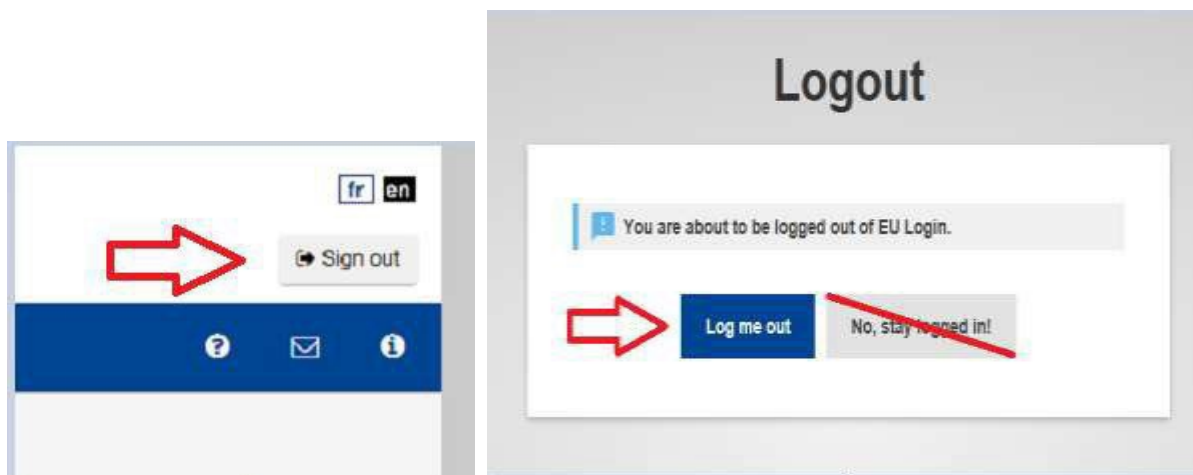 fr en
Sign out
Logout
You are about to be logged out of EU Login.
Log me out
No, stay logged in!